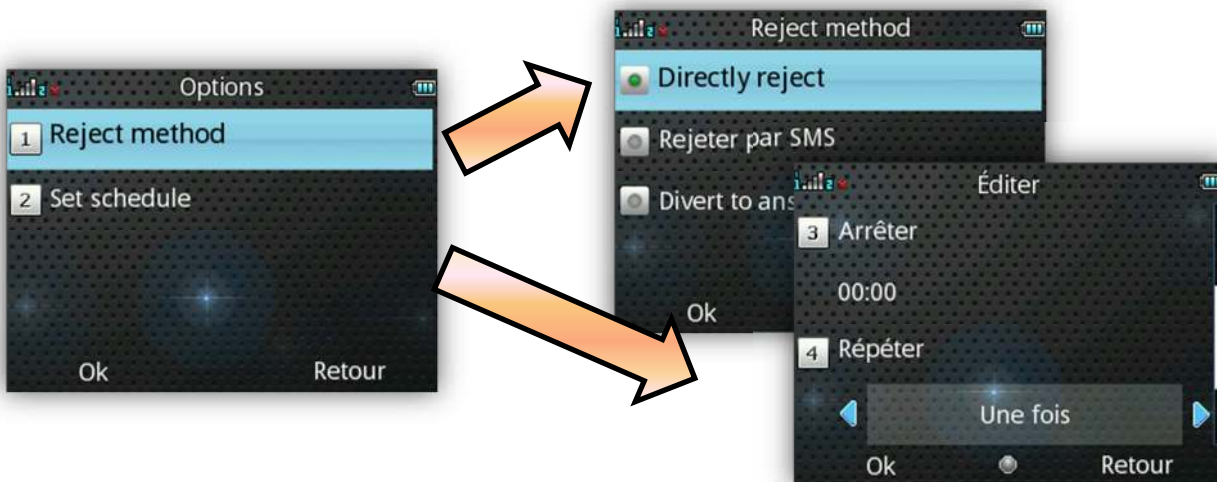 Options
1 Reject method
2 Set schedule
Ok Retour
Reject method
Directly reject
Rejeter par SMS
Divert to
Ok
Éditer
3 Arrêter
00:00
4 Répéter
Une fois
Ok Retour